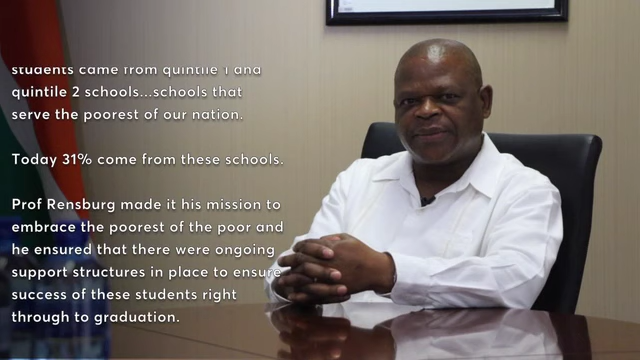 students came from quintile 1 and
quintile 2 schools...schools that
serve the poorest of our nation.
Today 31% come from these schools.
Prof Rensburg made it his mission to
embrace the poorest of the poor and
he ensured that there were ongoing
support structures in place to ensure
success of these students right
through to graduation.